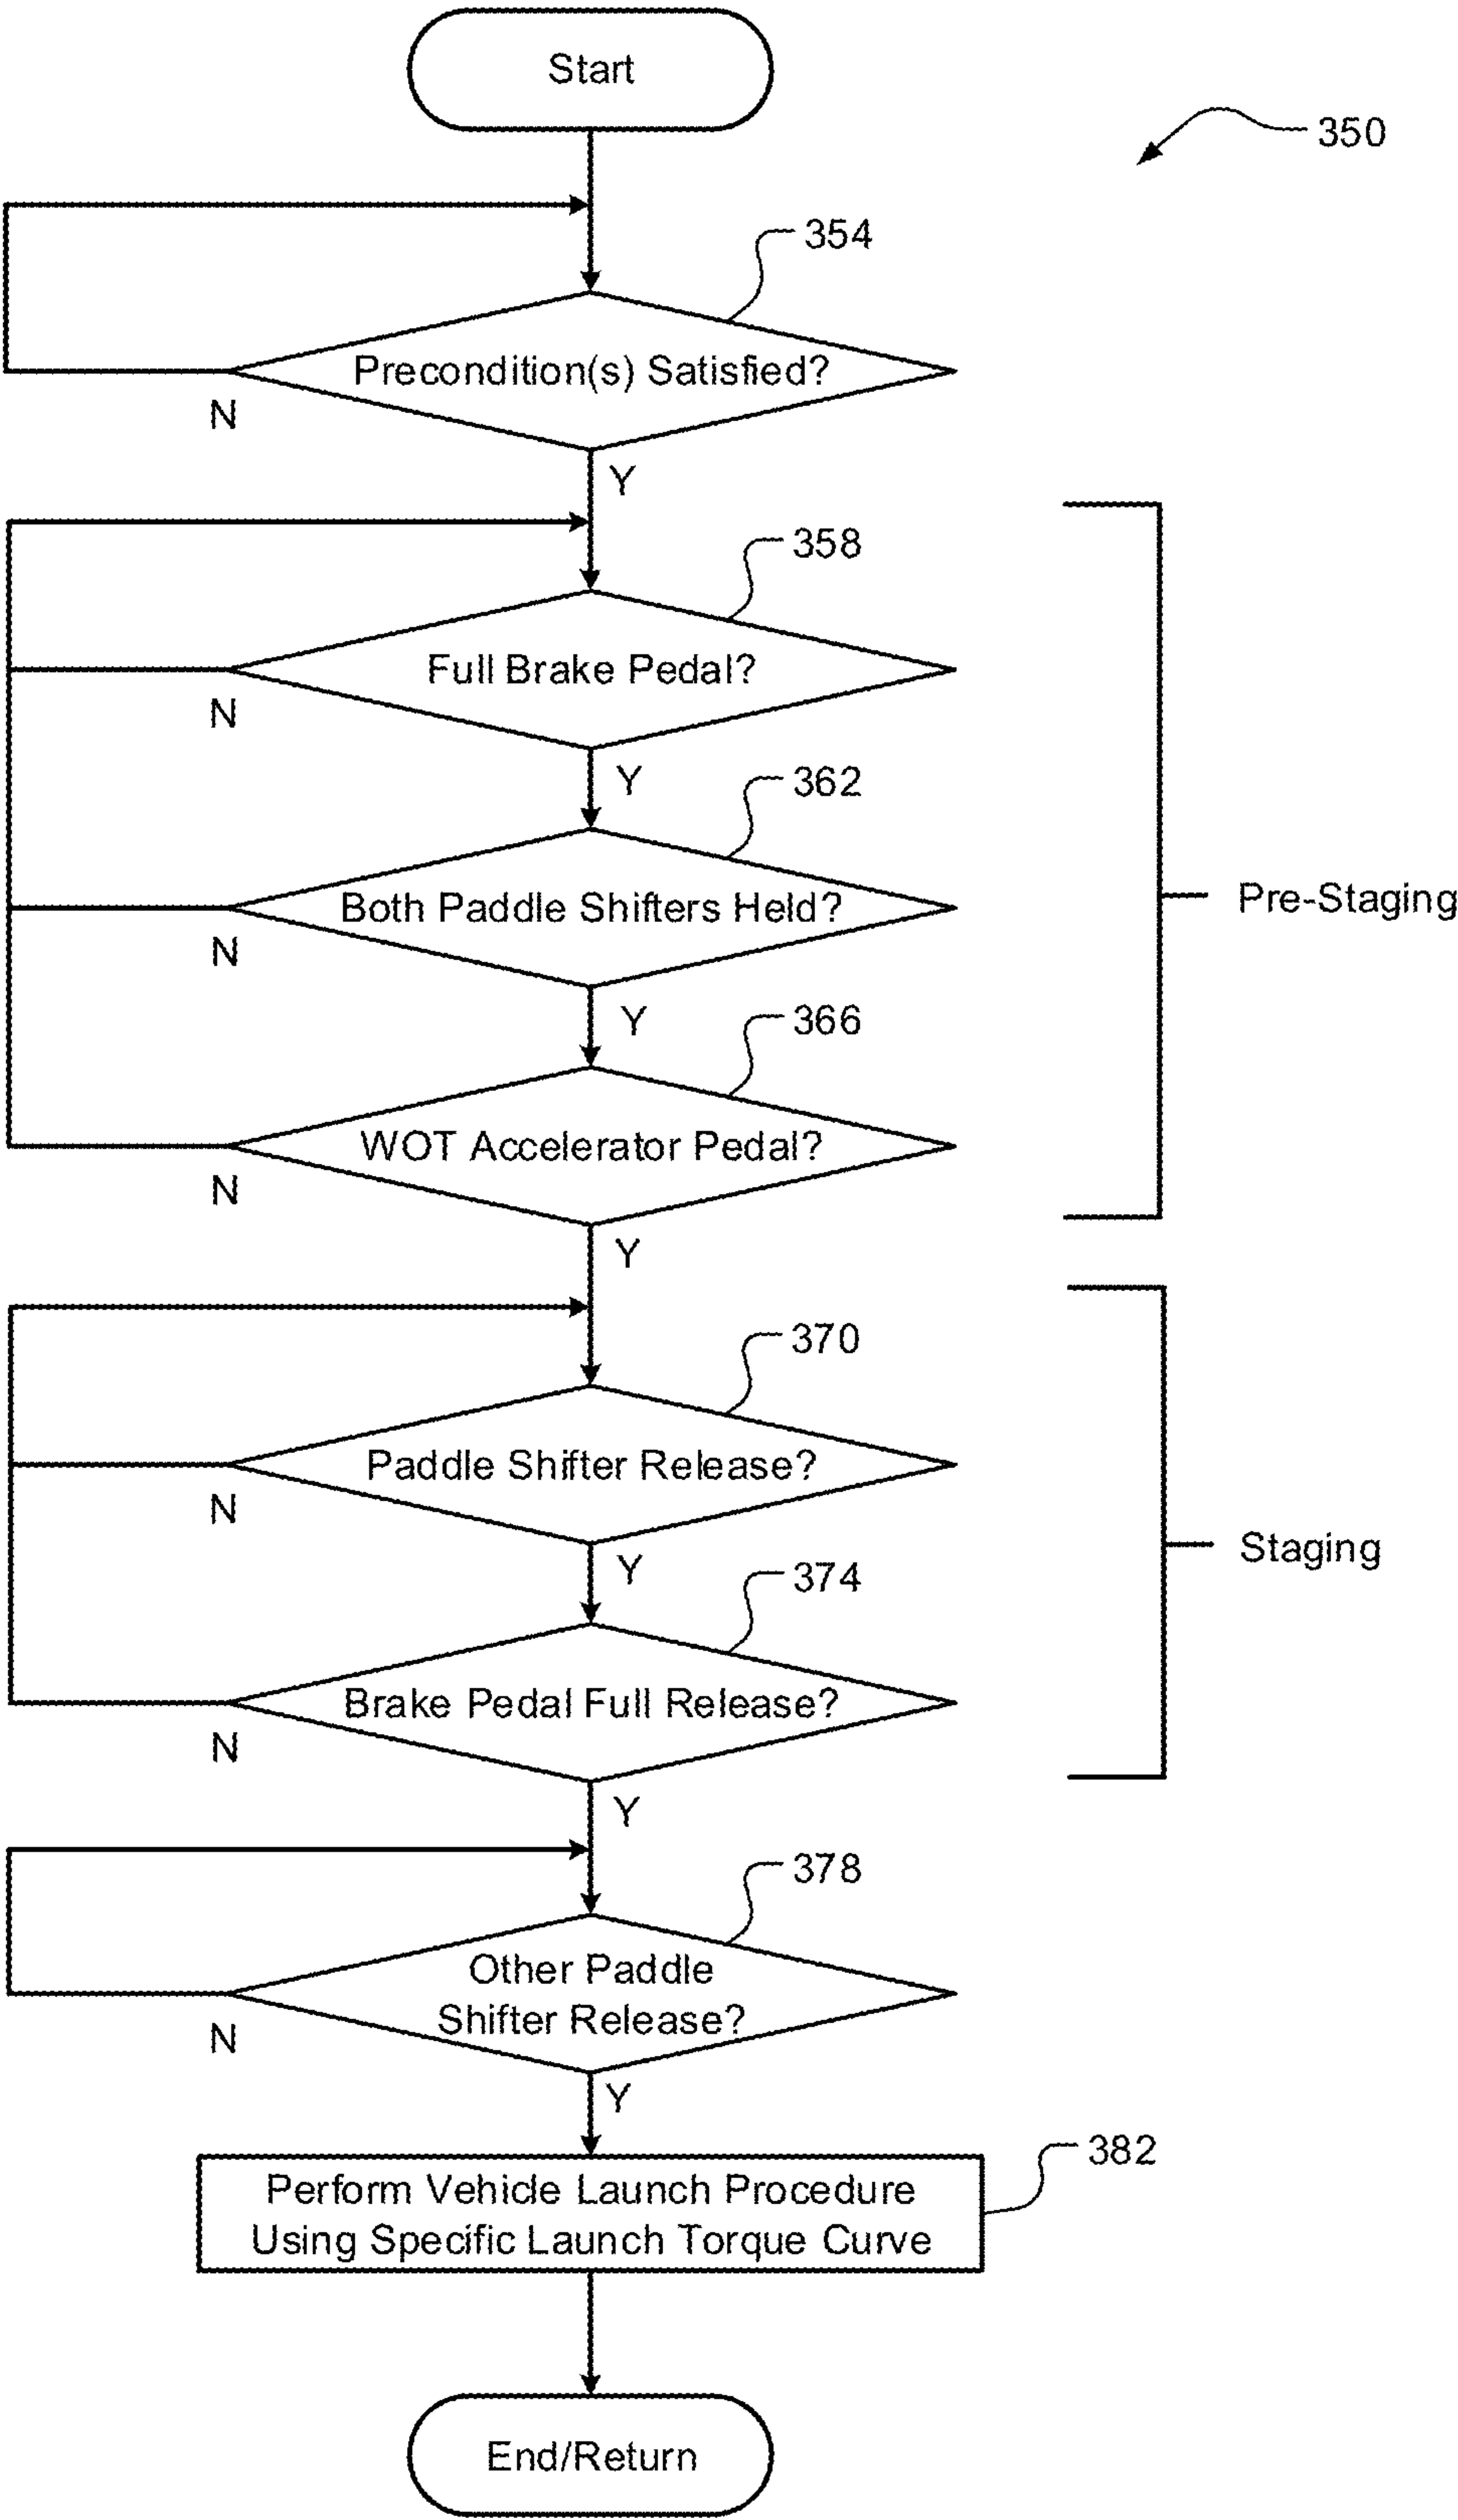 Start
350
354
Precondition(s) Satisfied?
N
Y
358
Full Brake Pedal?
N
Y
362
Both Paddle Shifters Held?
N
Pre-Staging
Y
366
WOT Accelerator Pedal?
N
Y
370
Paddle Shifter Release?
N
Staging
Y
374
Brake Pedal Full Release?
N
Y
378
Other Paddle
Shifter Release?
N
Y
382
Perform Vehicle Launch Procedure
Using Specific Launch Torque Curve
End/Return